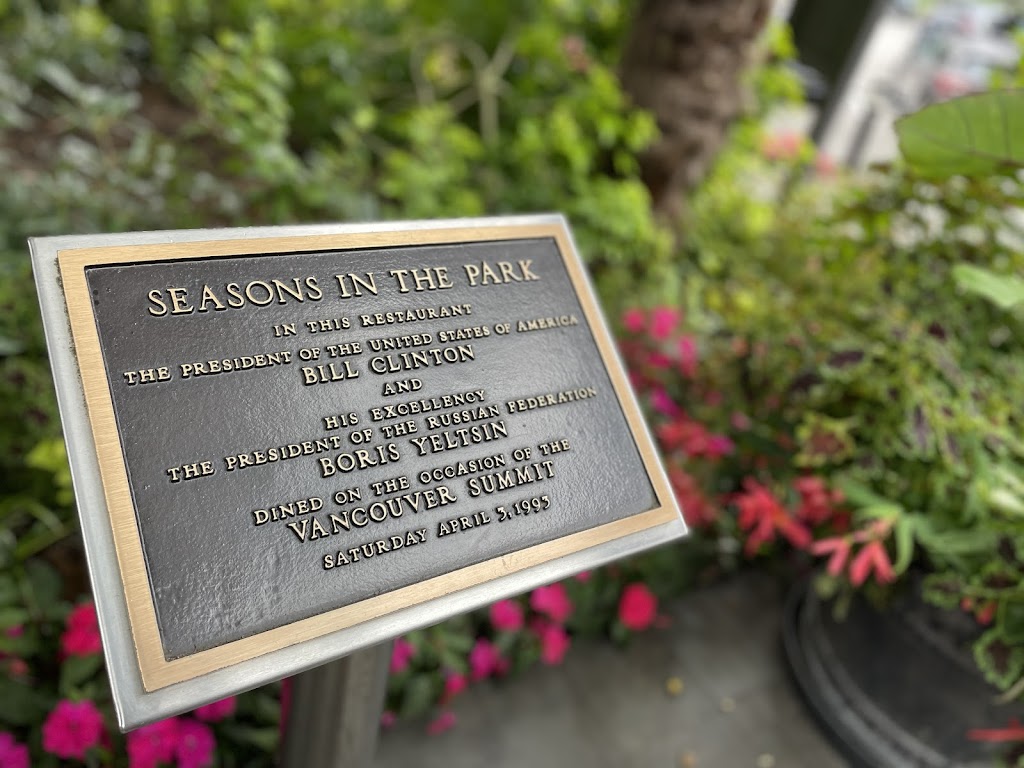 SEASONS IN THE PARK
IN THIS RESTAURANT
THE PRESIDENT OF THE UNITED STATES OF AMERICA
BILL CLINTON
AND
HIS EXCELLENCY
THE PRESIDENT OF THE RUSSIAN FEDERATION
BORIS YELTSIN
DINED ON THE OCCASION OF THE
VANCOUVER SUMMIT
SATURDAY APRIL 3, 1993